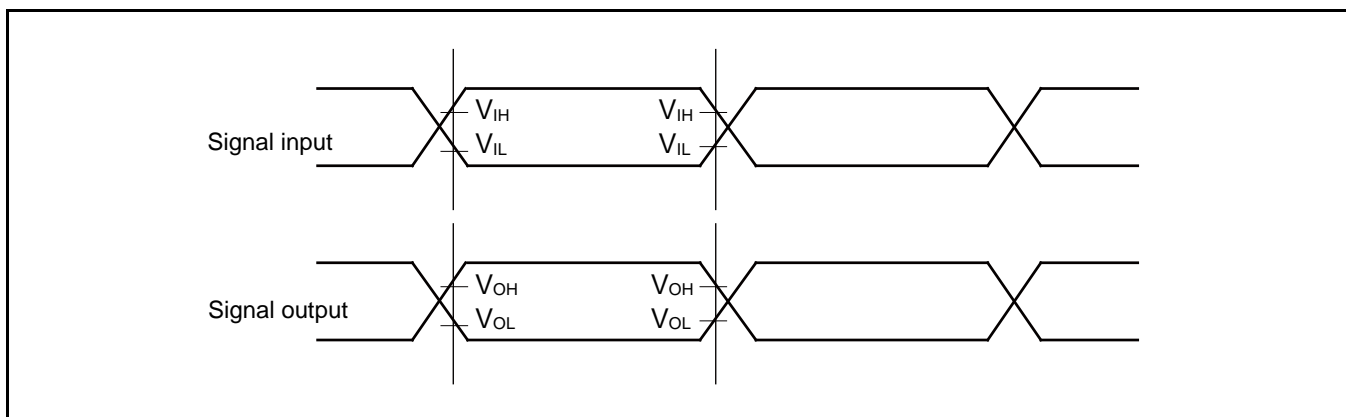 VIH VIH
Signal input
VIL VIL
VOH VOH
Signal output
VOL VOL